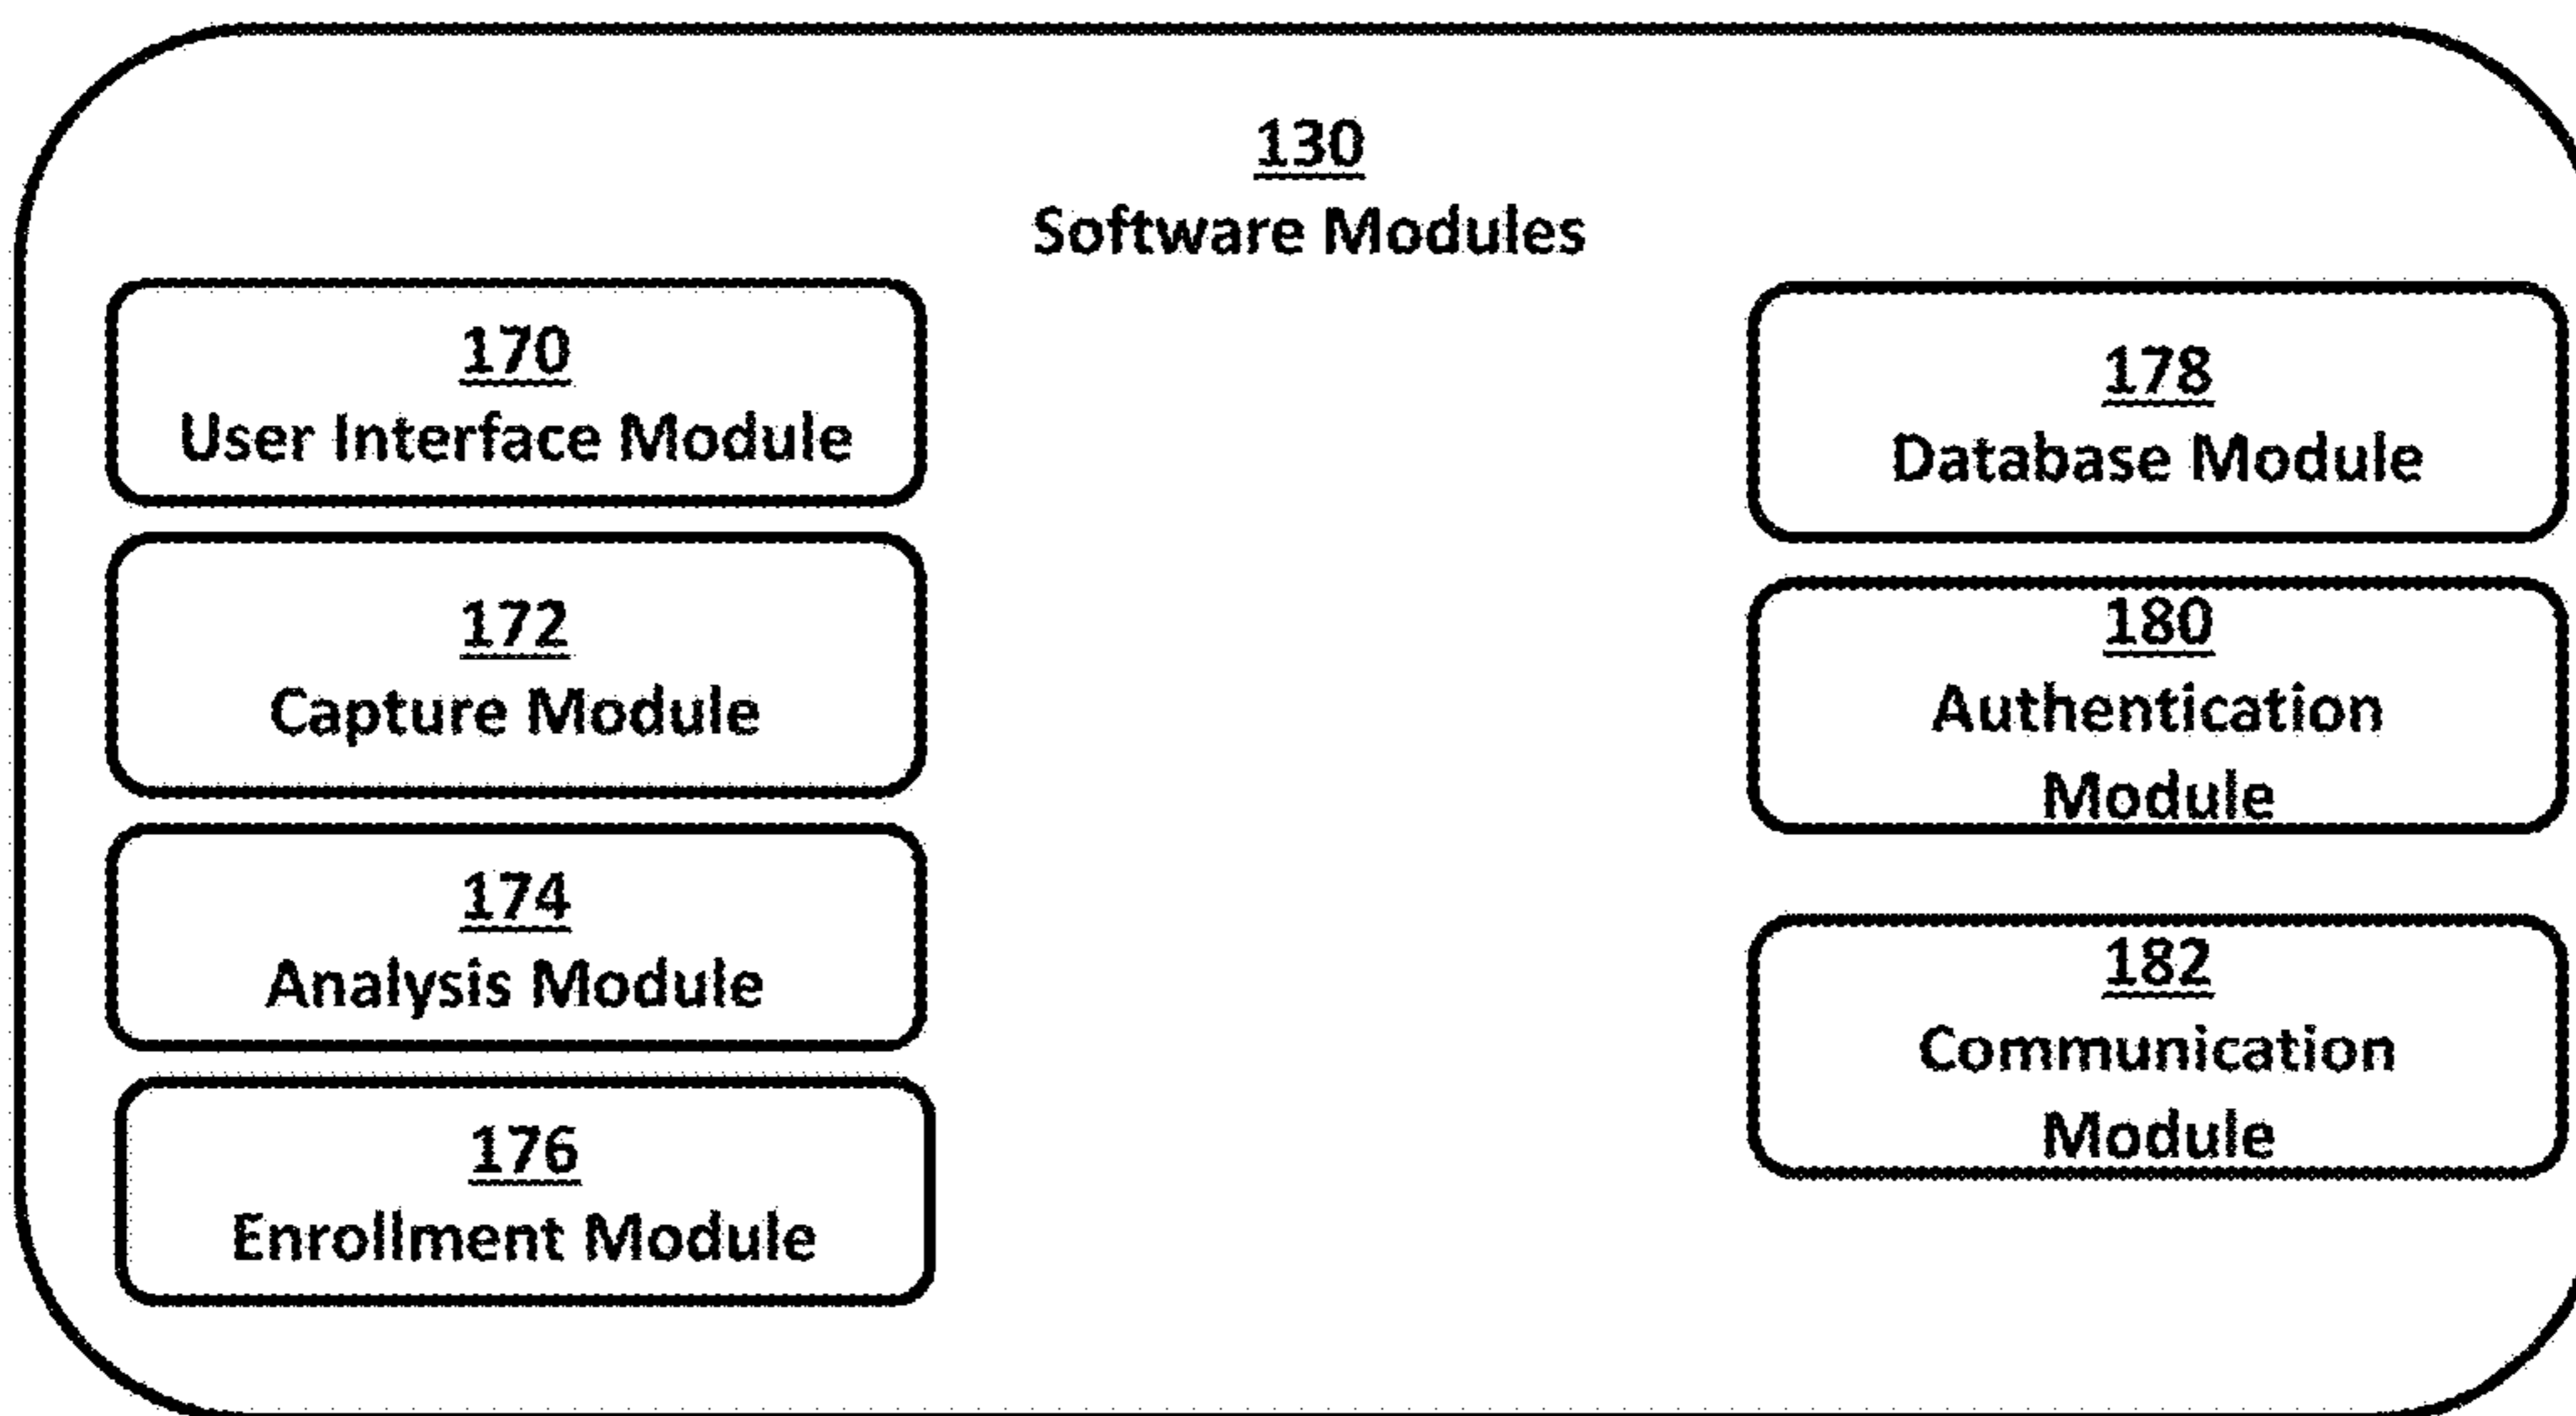 130
Software Modules
170
User Interface Module
172
Capture Module
174
Analysis Module
176
Enrollment Module
178
Database Module
180
Authentication
Module
182
Communication
Module